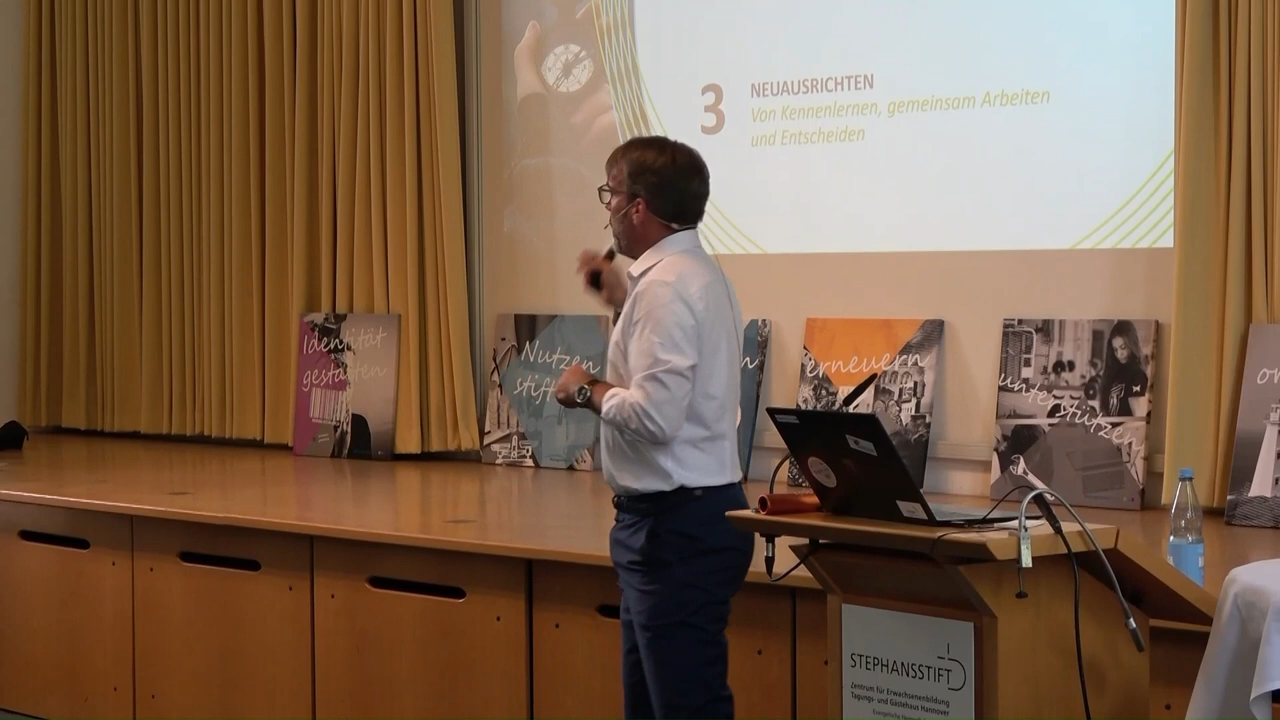 3
NEUAUSRICHTEN
Von Kennenlernen, gemeinsam Arbeiten
und Entscheiden
Identität
gestalten
Nutzen
stift
erneuern
unterstützen
STEPHANSSTIFT
Zentrum für Erwachsenenbildung
Tagungs- und Gästehaus Hannover